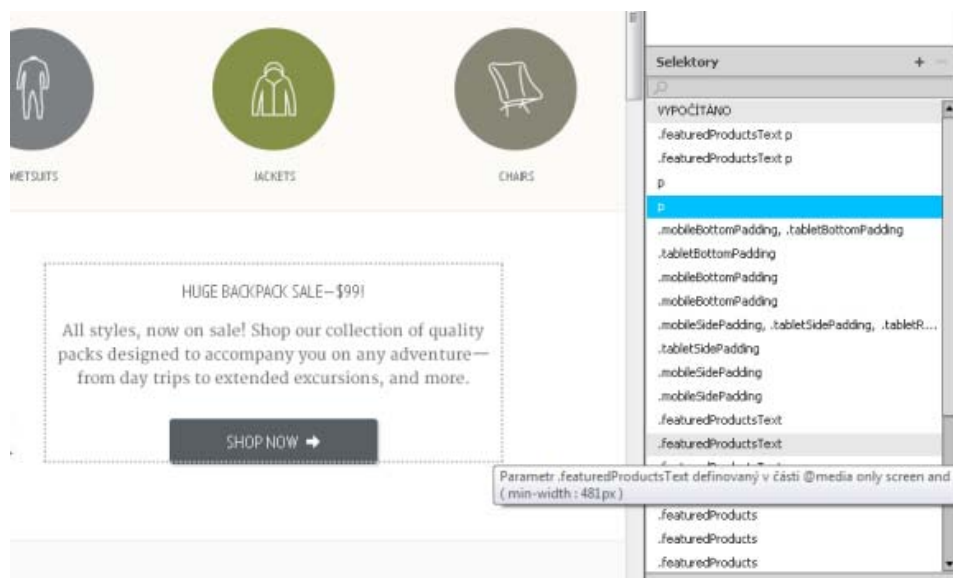 WETSUITS
JACKETS
CHAIRS
HUGE BACKPACK SALE—$99!
All styles, now on sale! Shop our collection of quality
packs designed to accompany you on any adventure—
from day trips to extended excursions, and more.
SHOP NOW
Selektory
VYPOČÍTÁNO
.featuredProductsText p
.featuredProductsText p
p
p
.mobileBottomPadding, .tabletBottomPadding
.tabletBottomPadding
.mobileBottomPadding
.mobileBottomPadding
.mobileSidePadding, .tabletSidePadding, .tabletR...
.tabletSidePadding
.mobileSidePadding
.mobileSidePadding
.featuredProductsText
.featuredProductsText
Parametr .featuredProductsText definovaný v části @media only screen and
( min-width : 481px )
.featuredProducts
.featuredProducts
.featuredProducts